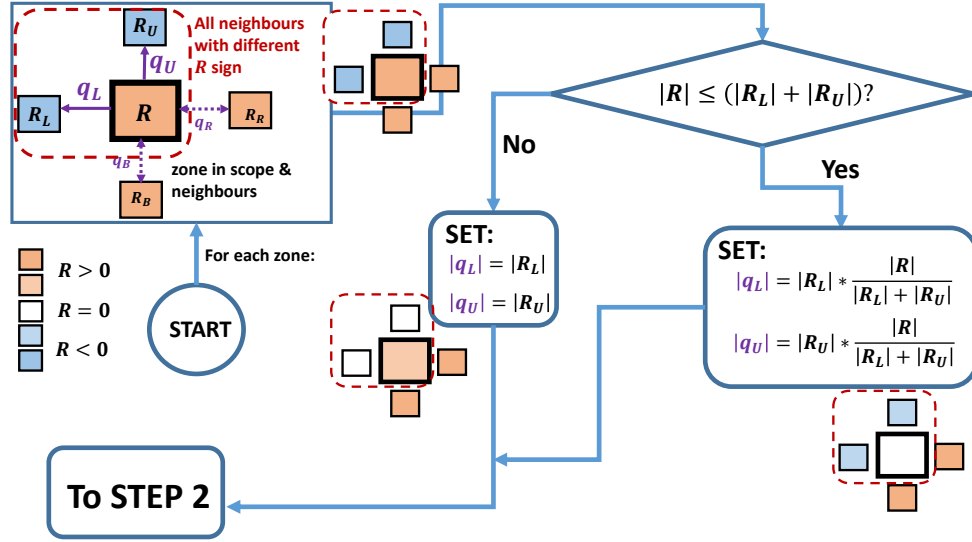 R_U
All neighbours
with different
R sign
q_U
q_L
R_L
R
R_R
q_R
q_B
zone in scope &
neighbours
R_B
|R| ≤ (|R_L| + |R_U|)?
No
Yes
For each zone:
START
R > 0
R = 0
R < 0
SET:
|q_L| = |R_L|
|q_U| = |R_U|
SET:
|q_L| = |R_L| * |R| / (|R_L| + |R_U|)
|q_U| = |R_U| * |R| / (|R_L| + |R_U|)
To STEP 2